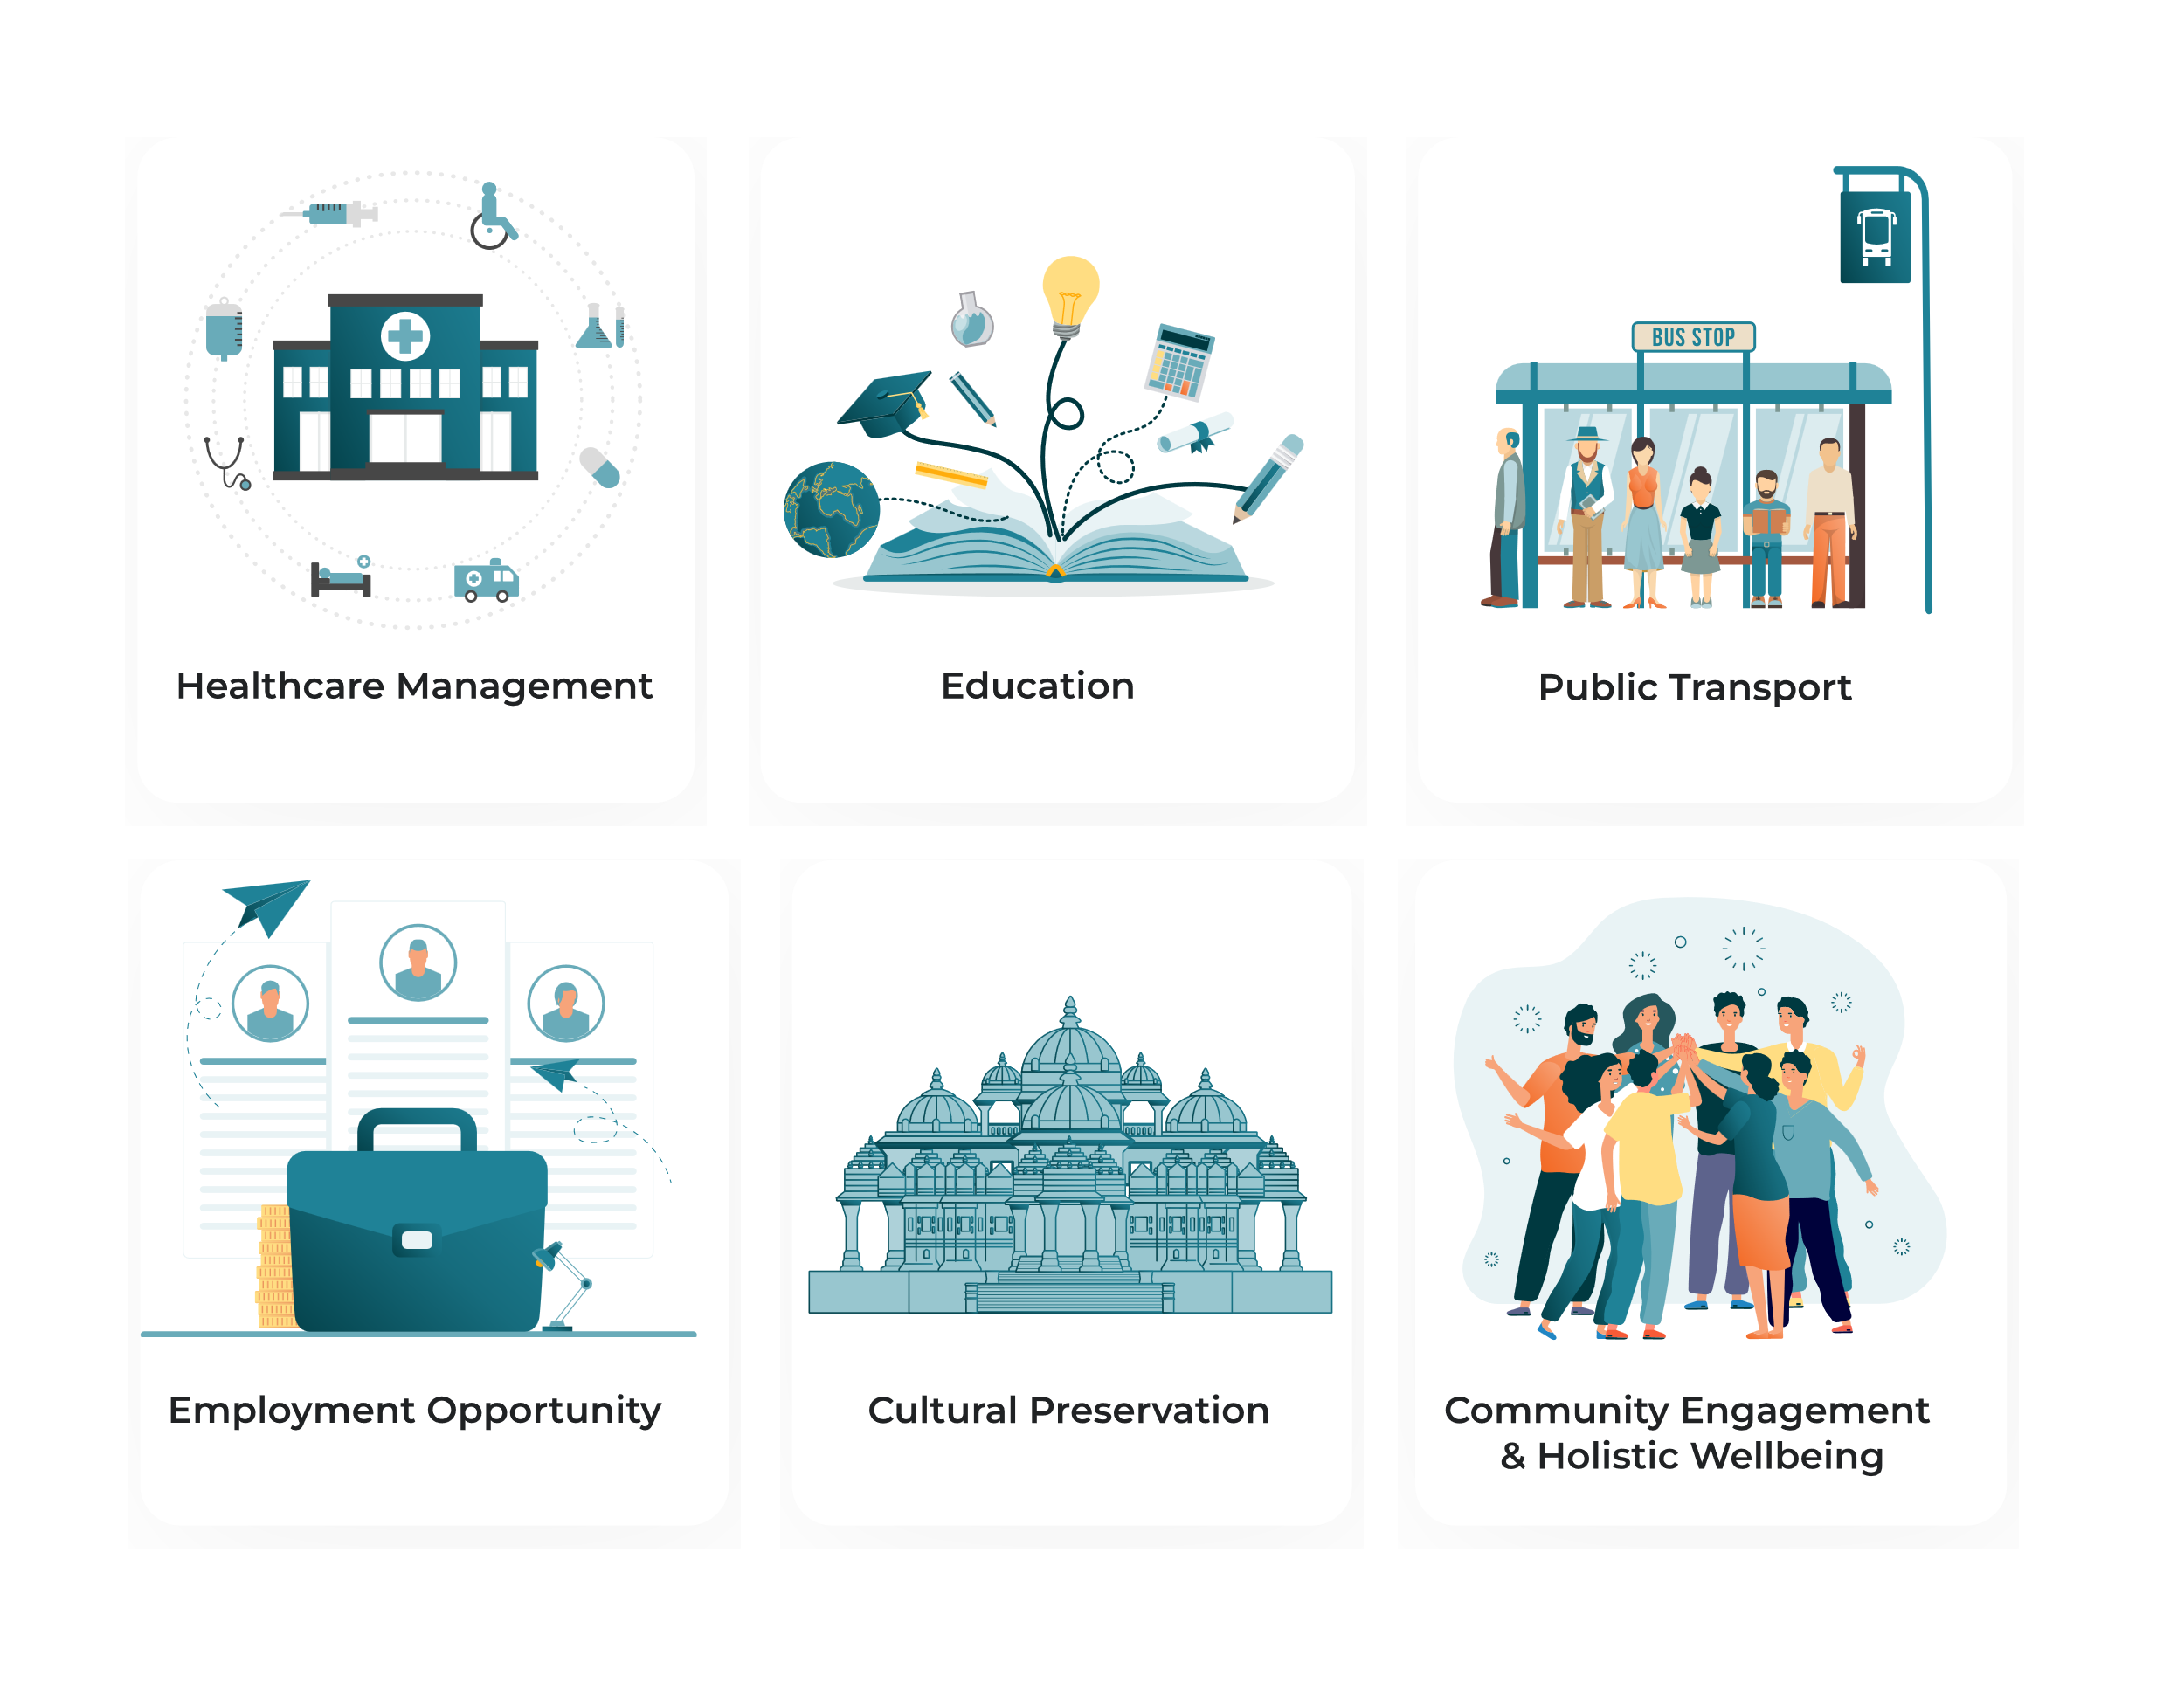 BUS STOP
Healthcare Management
Education
Public Transport
Employment Opportunity
Cultural Preservation
Community Engagement
& Holistic Wellbeing